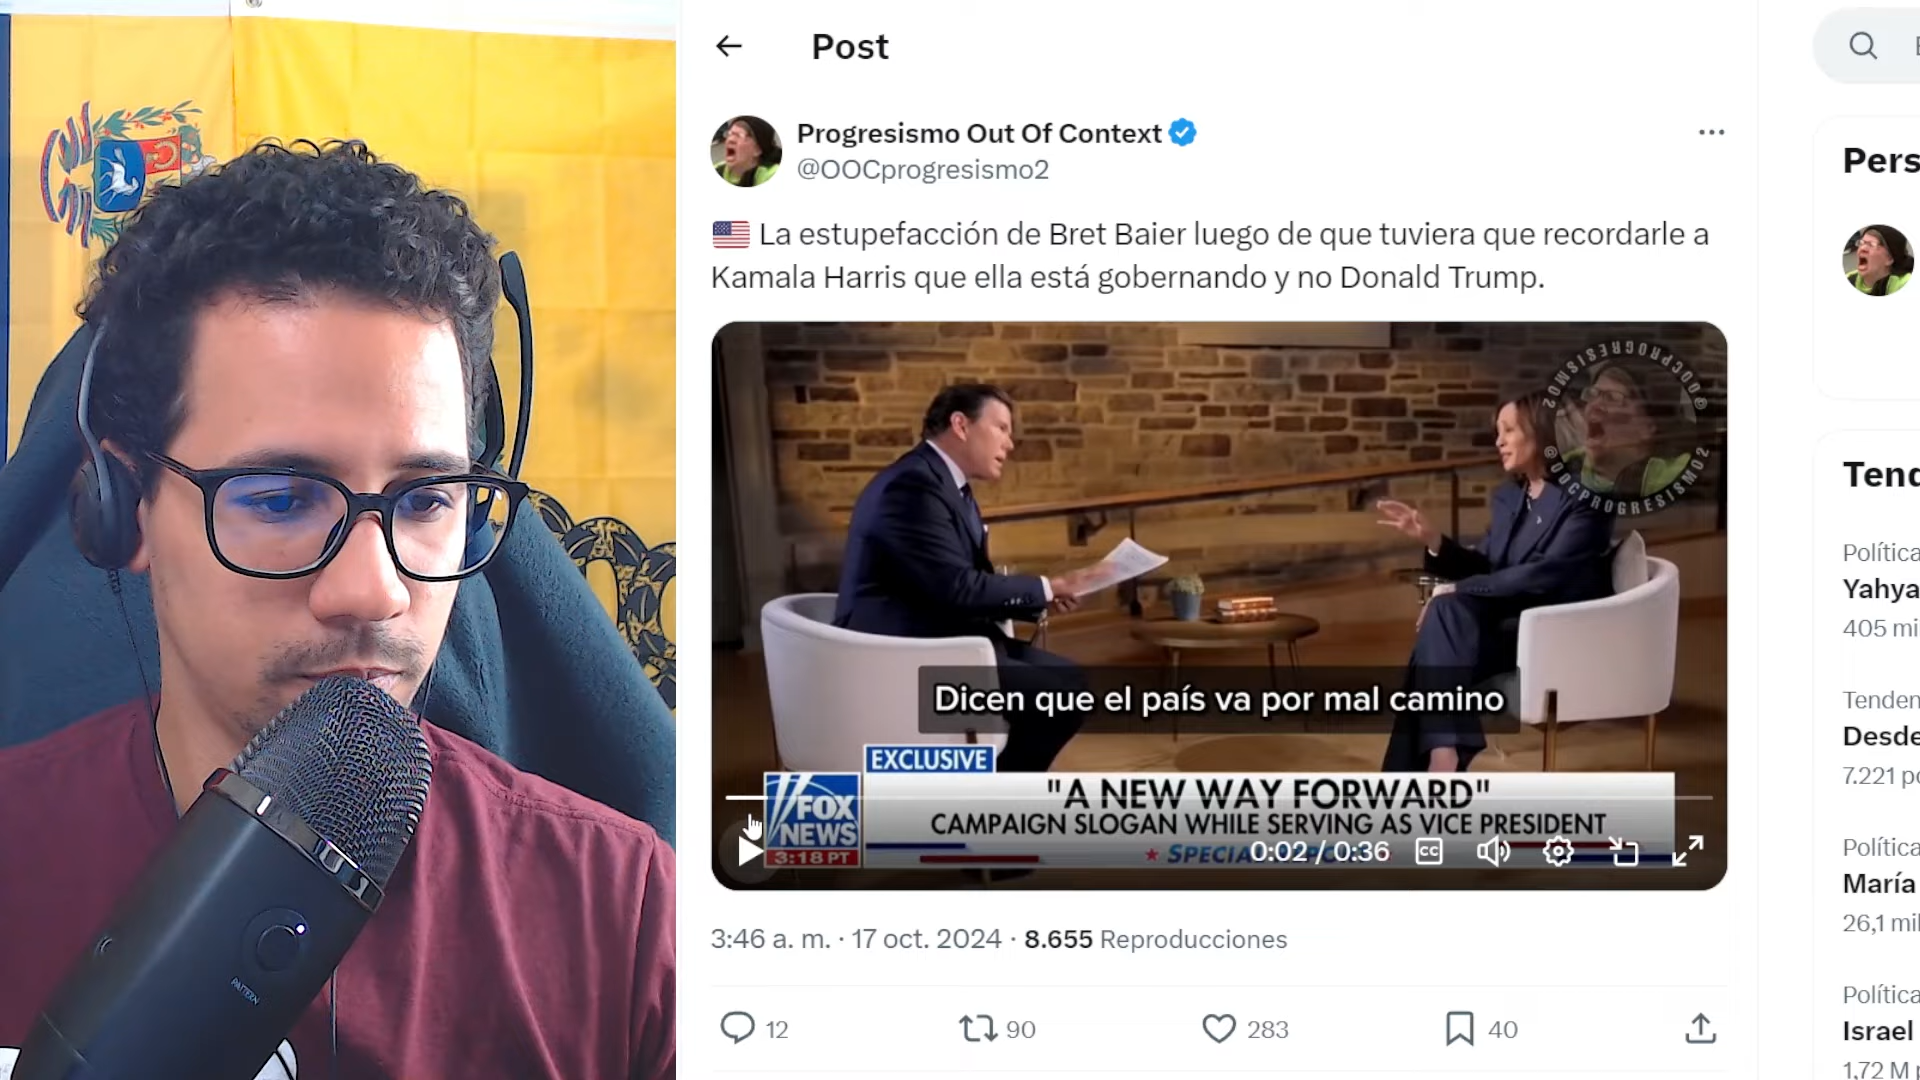 Post
Progresismo Out Of Context
@OOCprogresismo2
La estupefacción de Bret Baier luego de que tuviera que recordarle a
Kamala Harris que ella está gobernando y no Donald Trump.
@OOCPROGRESISMO2
@OOCPROGRESISMO2
Dicen que el país va por mal camino
EXCLUSIVE
FOX
NEWS
3:18 PT
"A NEW WAY FORWARD"
CAMPAIGN SLOGAN WHILE SERVING AS VICE PRESIDENT
0:02 / 0:36
CC
3:46 a. m. · 17 oct. 2024 · 8.655 Reproducciones
12
90
283
40
Pers
Tend
Política
Yahya
405 mi
Tenden
Desde
7.221 po
Política
María
26,1 mil
Política
Israel
1,72 M p
PATTERN